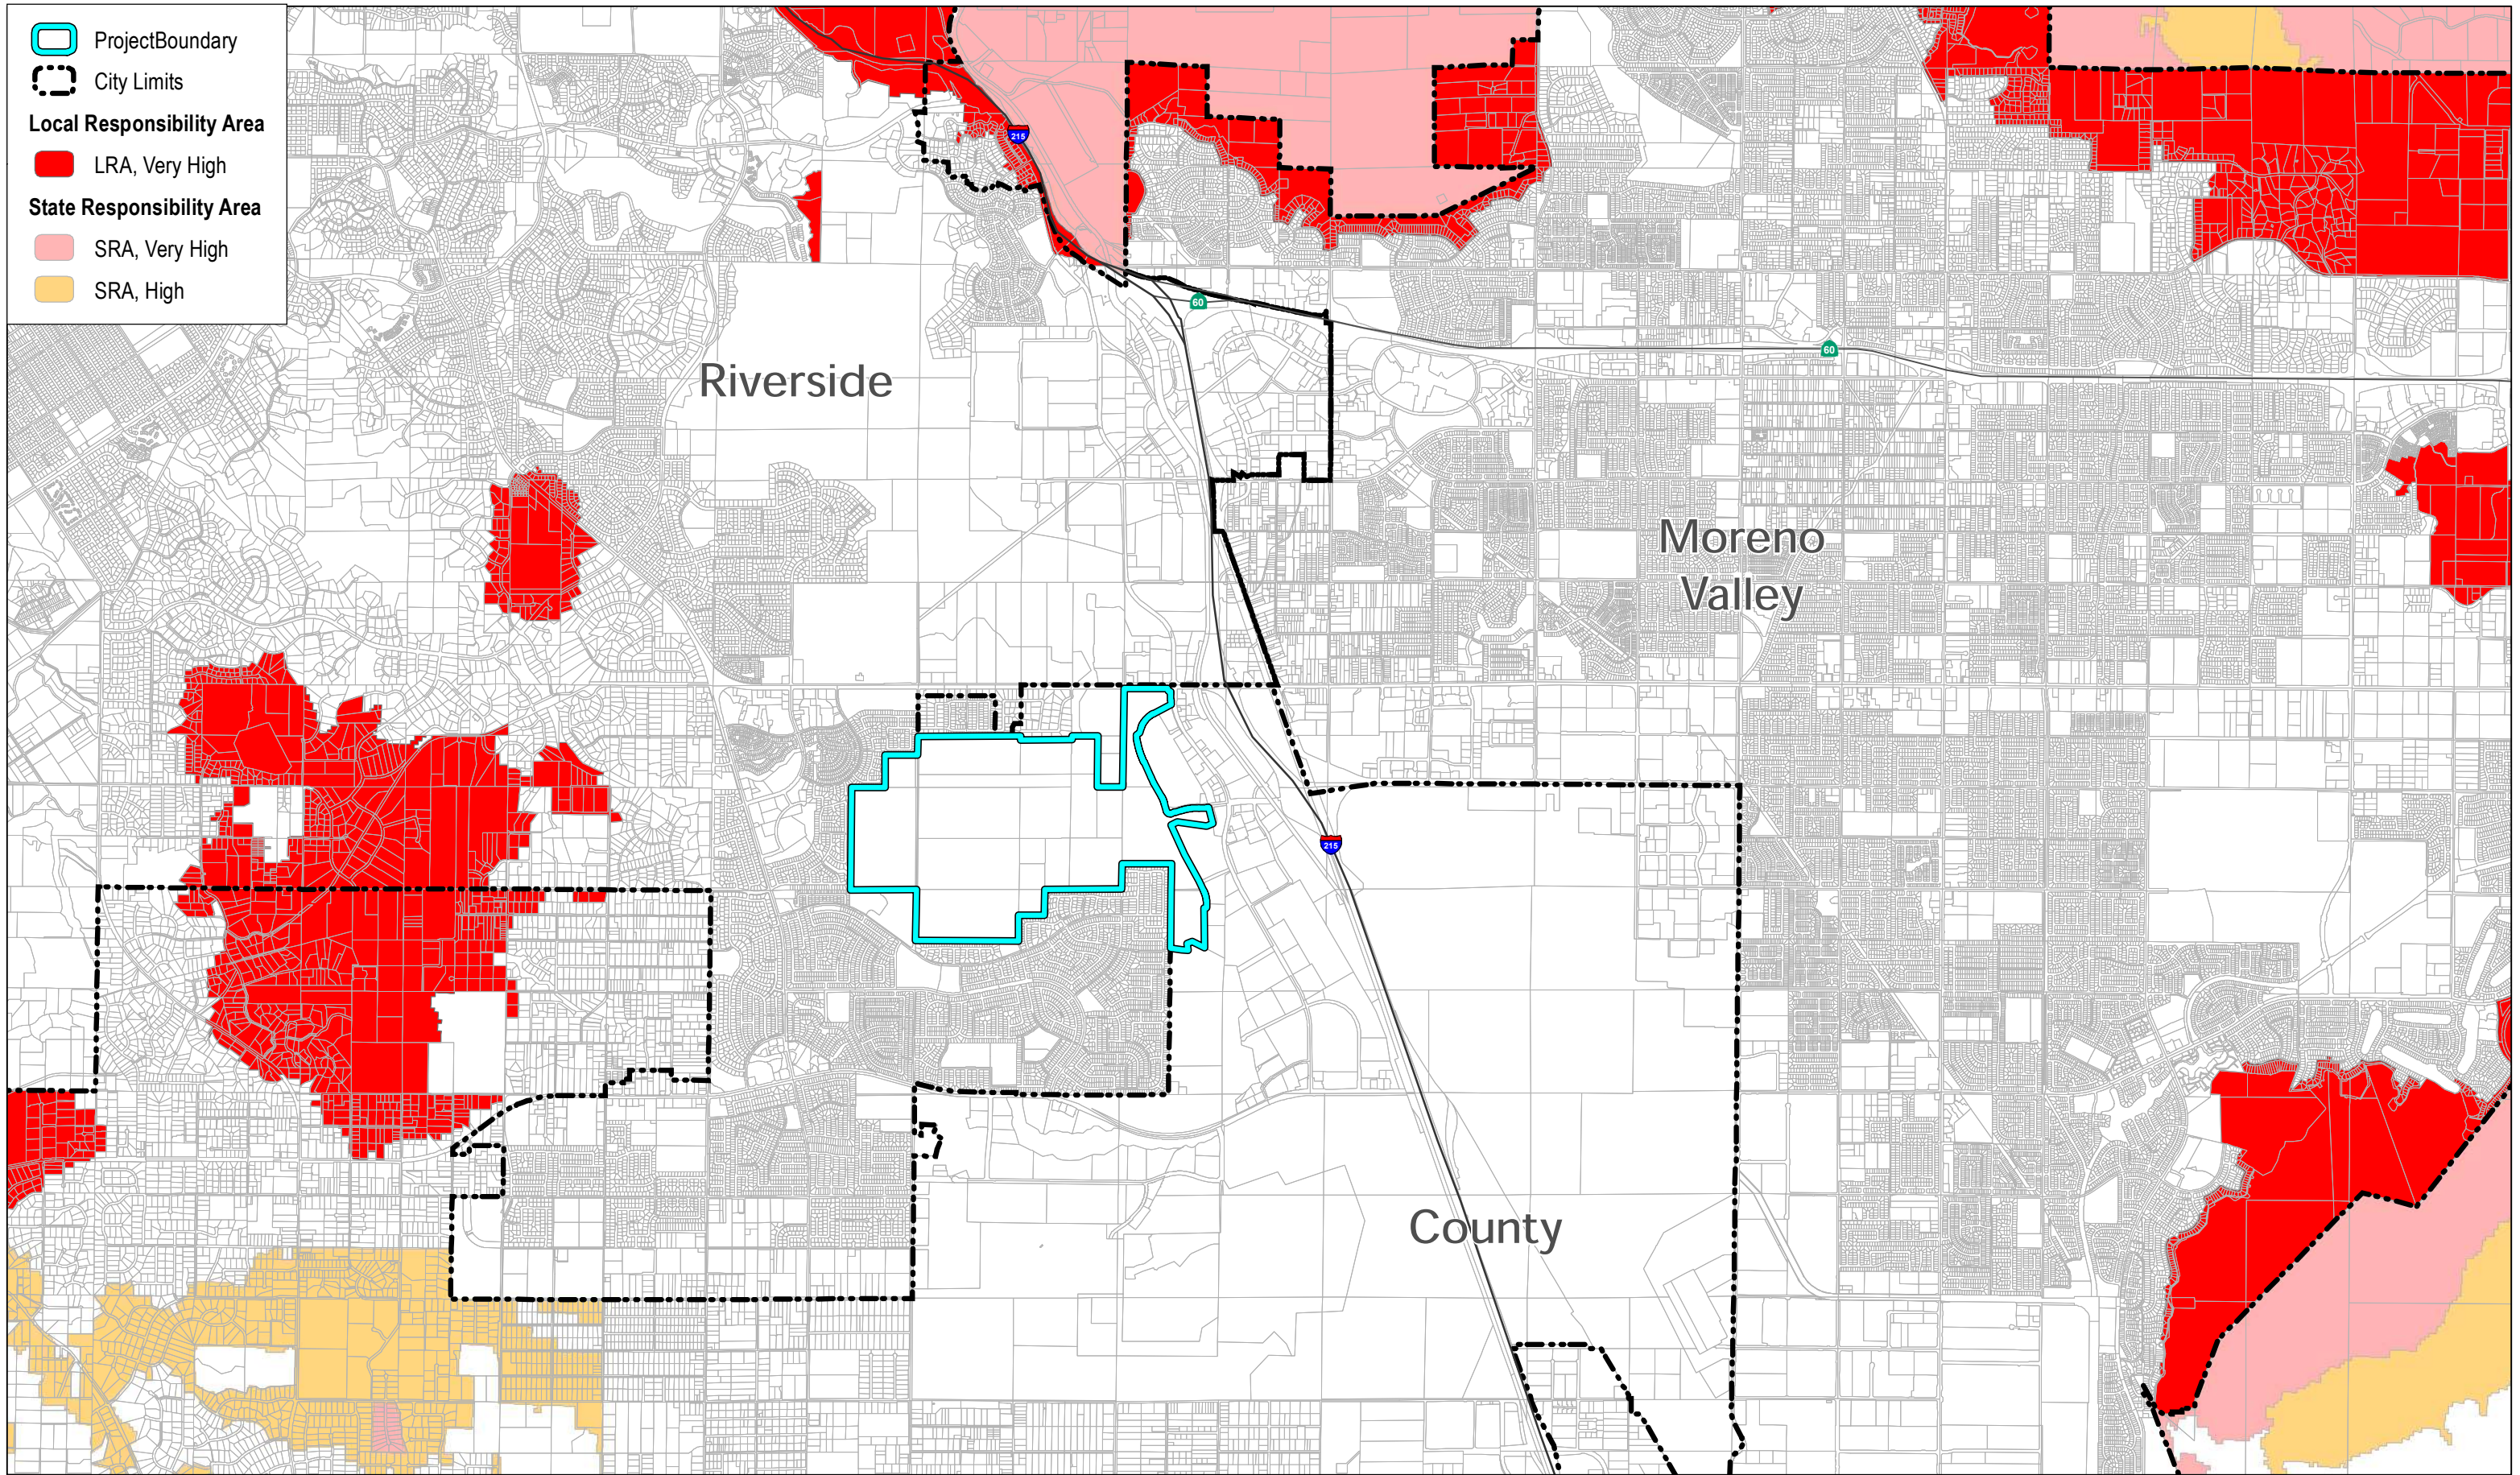 ProjectBoundary
City Limits
Local Responsibility Area
LRA, Very High
State Responsibility Area
SRA, Very High
SRA, High
215
60
60
Riverside
Moreno
Valley
215
County